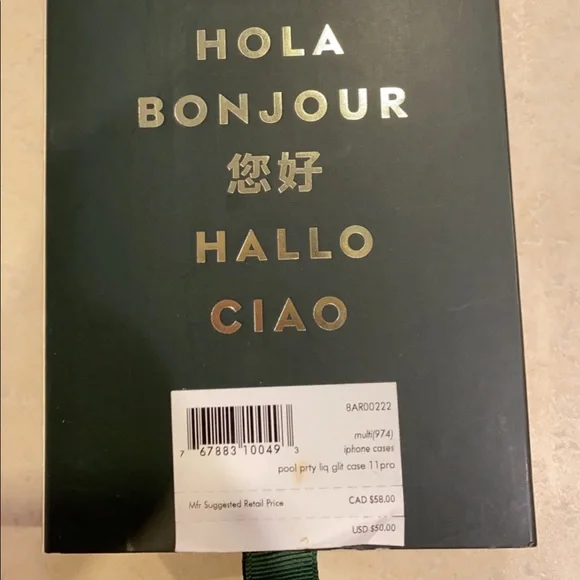 HOLA
BONJOUR
您好
HALLO
CIAO
8AR00222
multi(974)
iphone cases
7 67883 10049 3
pool prty liq glit case 11pro
Mfr Suggested Retail Price CAD $58.00
USD $50.00